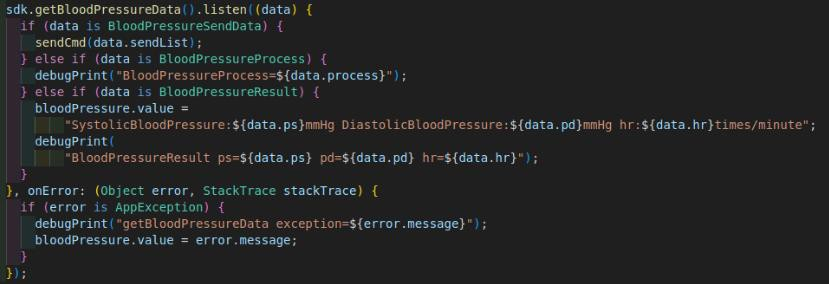 sdk.getBloodPressureData().listen((data) {
  if (data is BloodPressureSendData) {
    sendCmd(data.sendList);
  } else if (data is BloodPressureProcess) {
    debugPrint("BloodPressureProcess=${data.process}");
  } else if (data is BloodPressureResult) {
    bloodPressure.value =
        "SystolicBloodPressure:${data.ps}mmHg DiastolicBloodPressure:${data.pd}mmHg hr:${data.hr}times/minute";
    debugPrint(
        "BloodPressureResult ps=${data.ps} pd=${data.pd} hr=${data.hr}");
  }
}, onError: (Object error, StackTrace stackTrace) {
  if (error is AppException) {
    debugPrint("getBloodPressureData exception=${error.message}");
    bloodPressure.value = error.message;
  }
});